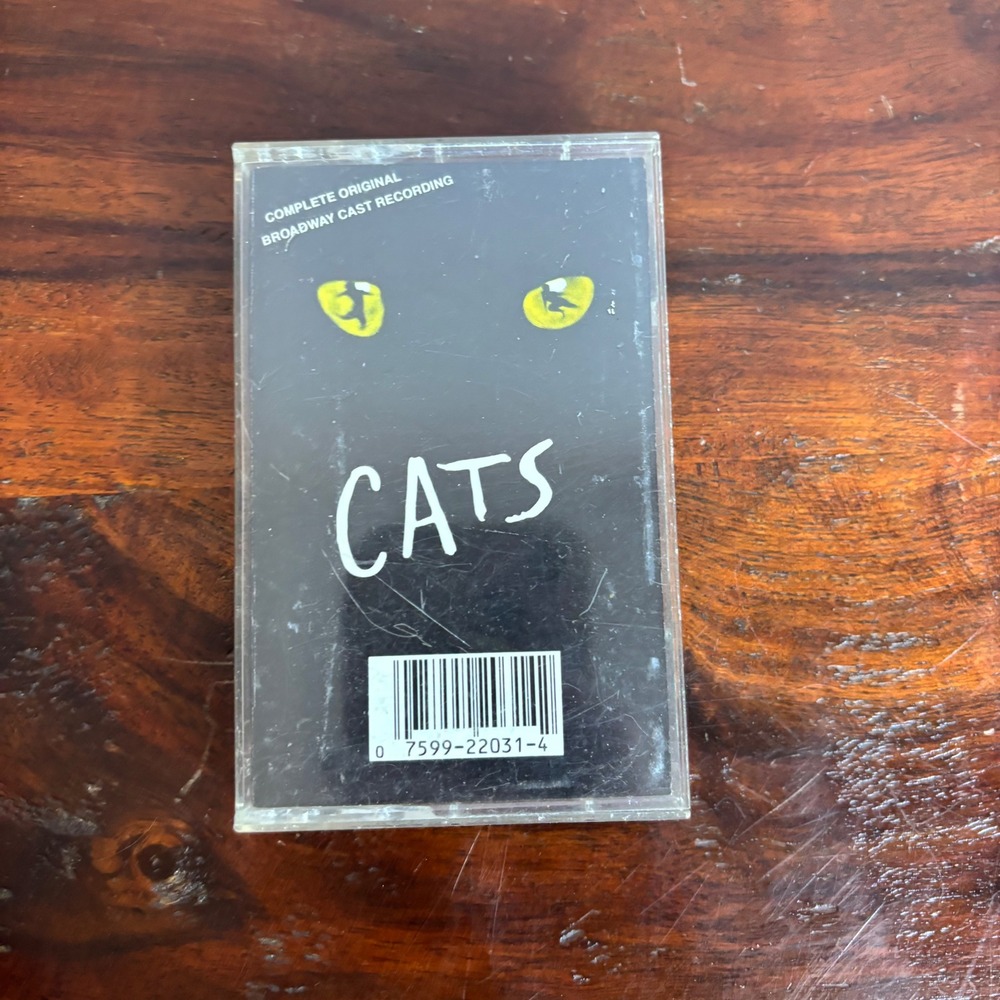 COMPLETE ORIGINAL
BROADWAY CAST RECORDING
CATS
0 7599-22031-4